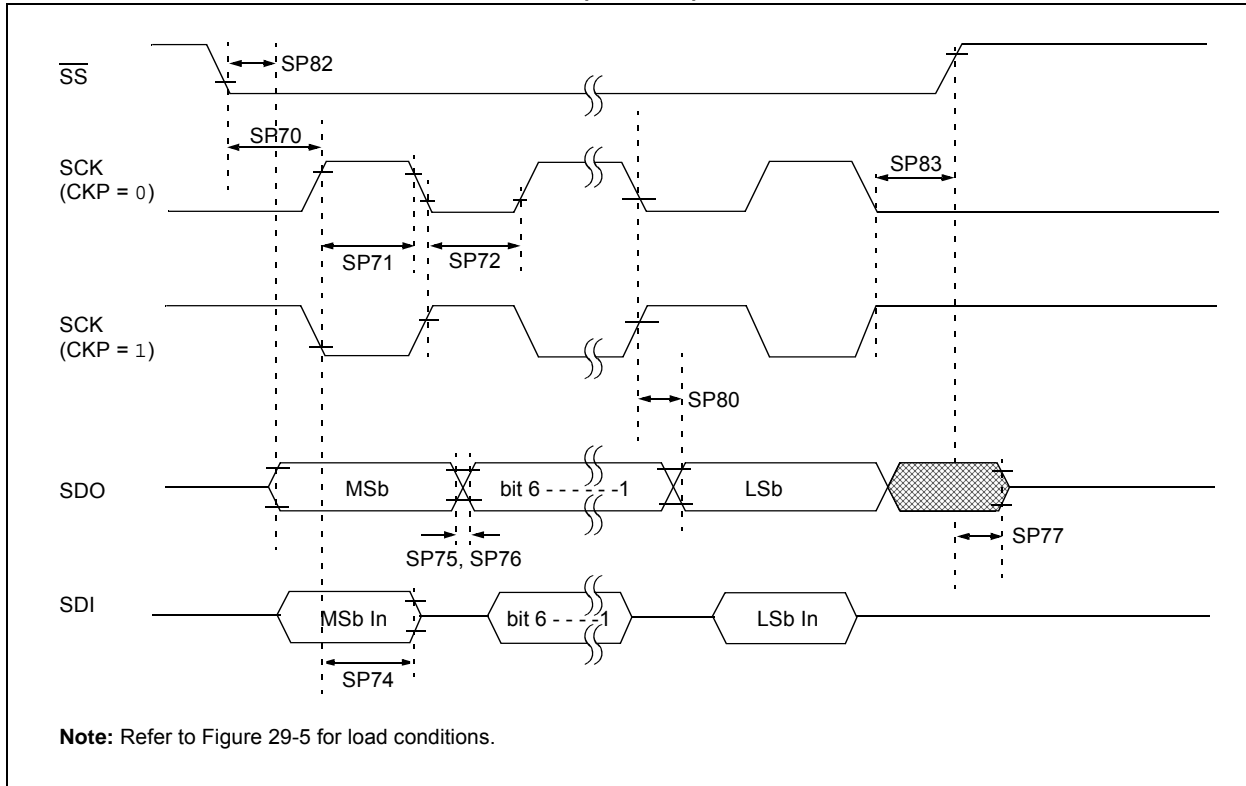 SS
SP82
SP70
SCK
(CKP = 0)
SP83
SP71
SP72
SCK
(CKP = 1)
SP80
SDO
MSb
bit 6 - - - - - -1
LSb
SP75, SP76
SP77
SDI
MSb In
bit 6 - - - -1
LSb In
SP74
Note: Refer to Figure 29-5 for load conditions.